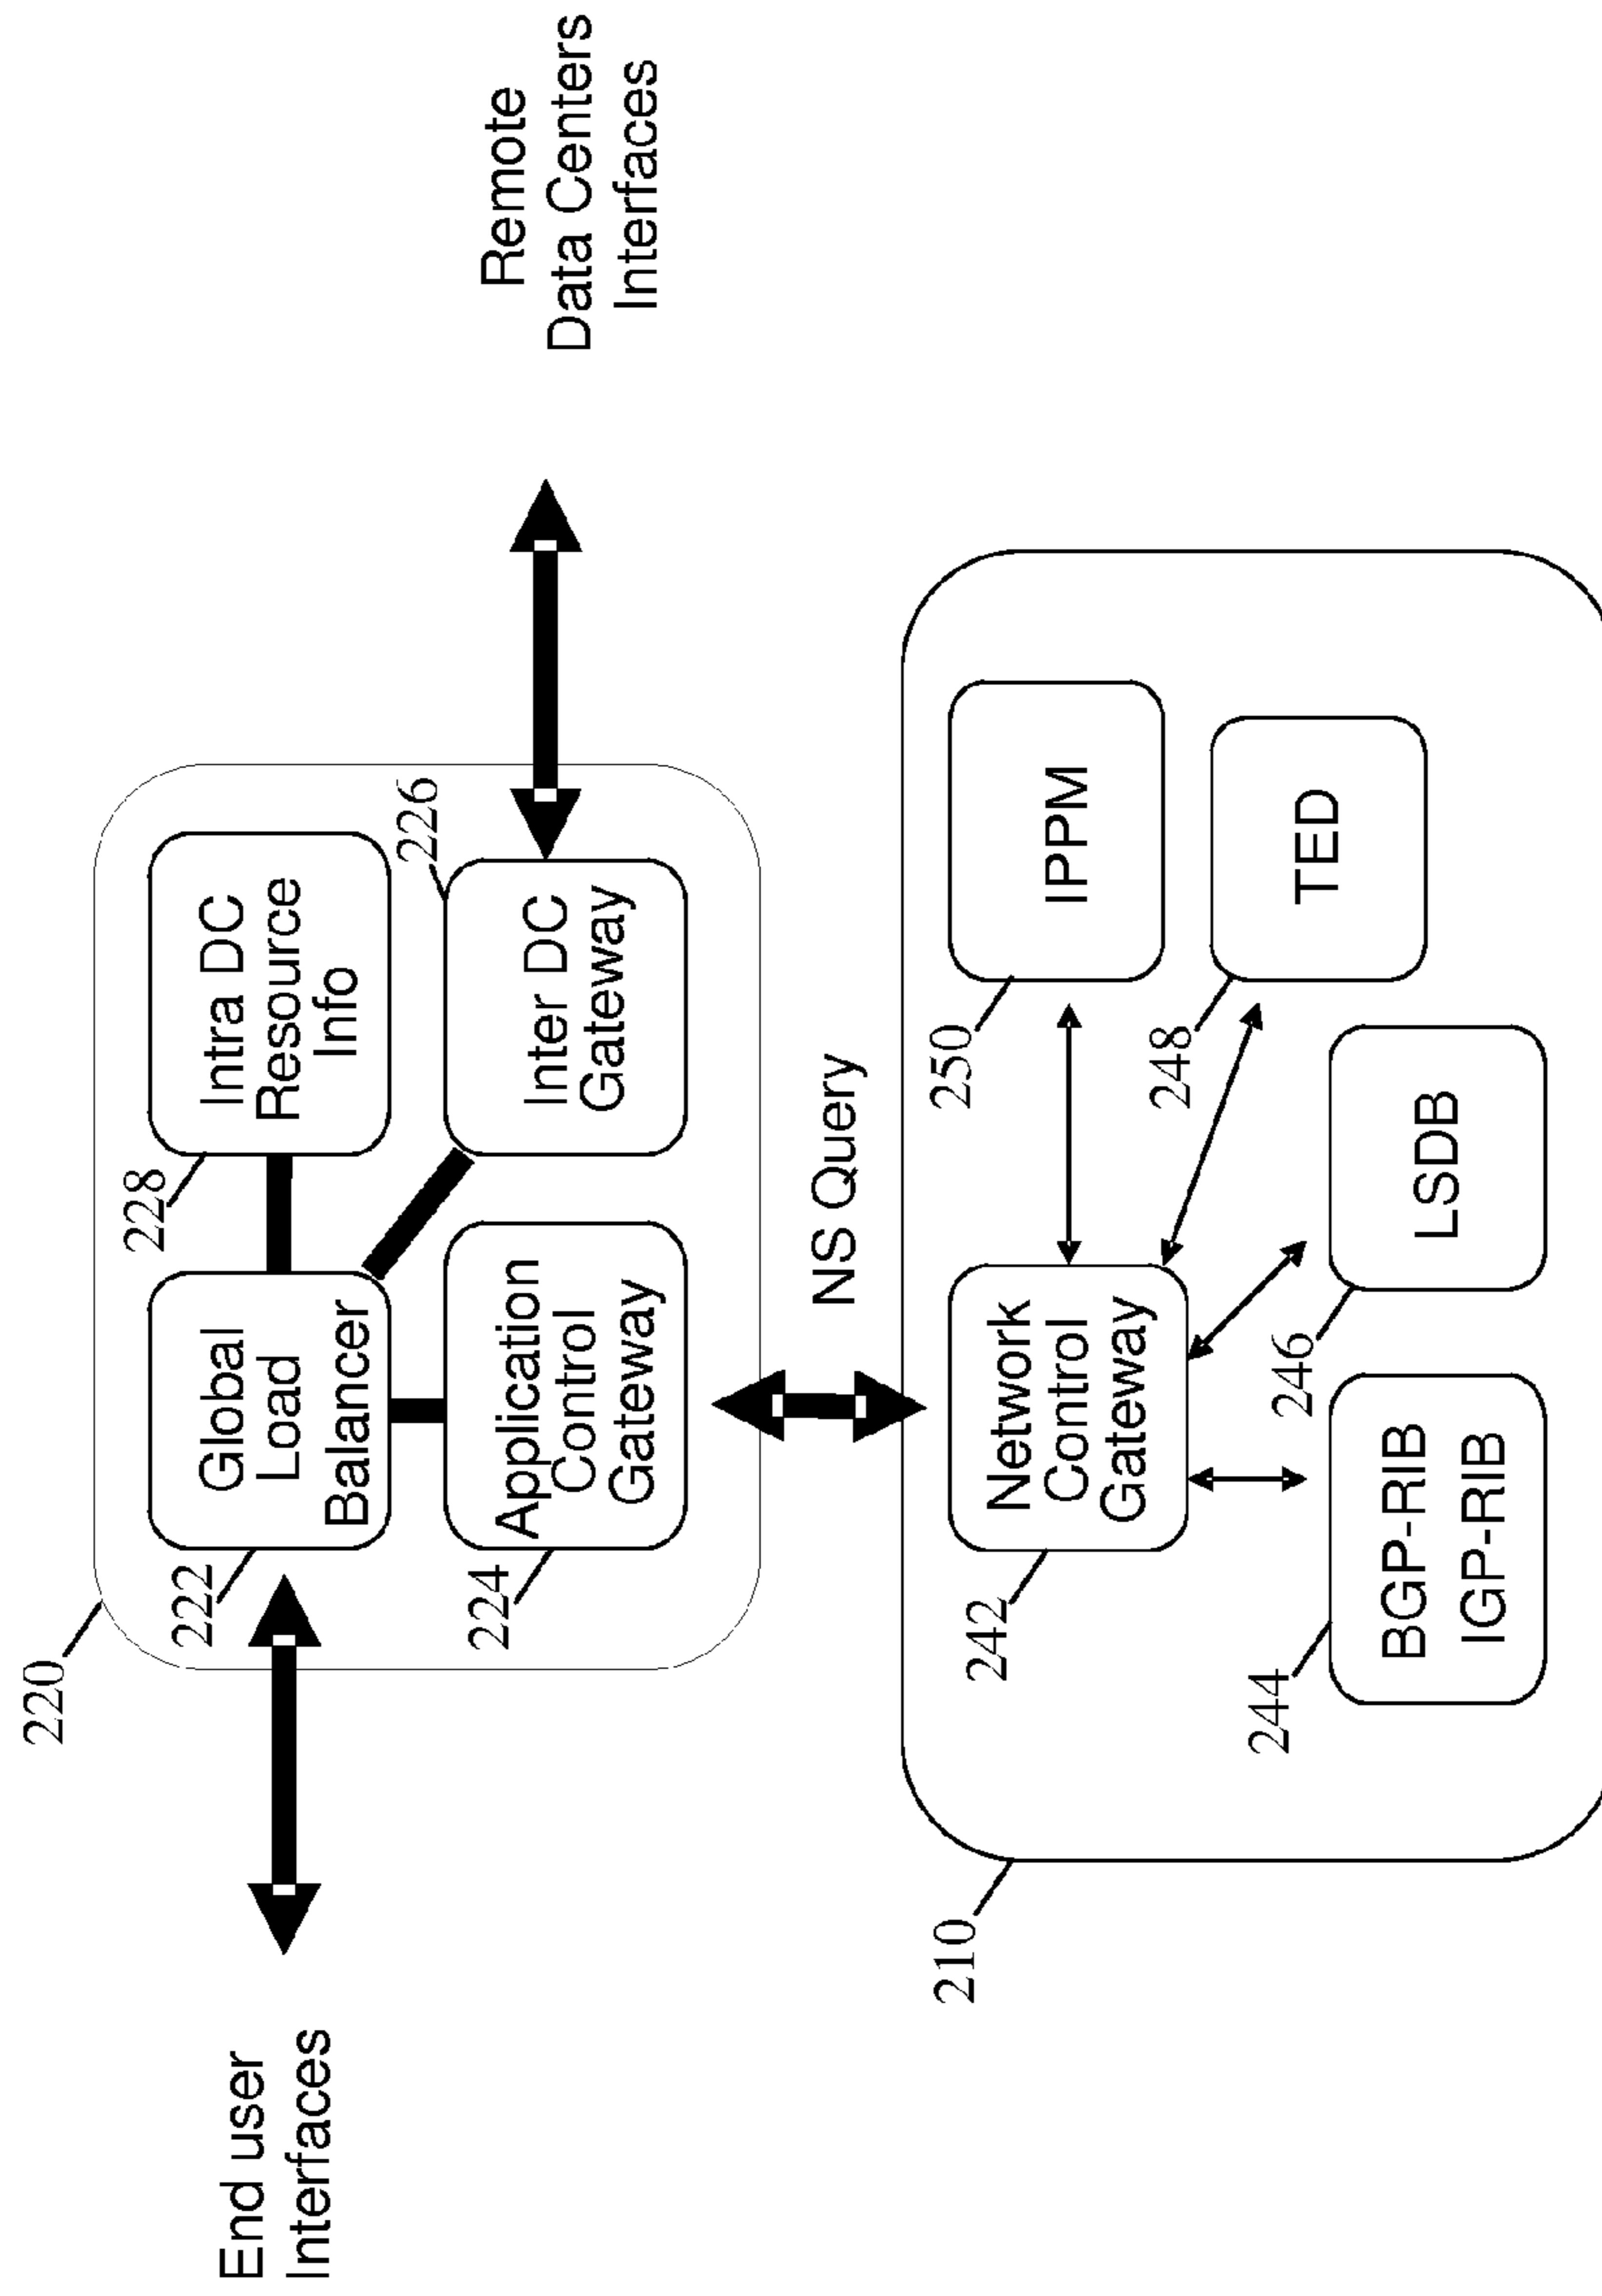 220
222
Global
Load
Balancer
228
Intra DC
Resource
Info
224
Application
Control
Gateway
226
Inter DC
Gateway
End user
Interfaces
Remote
Data Centers
Interfaces
NS Query
210
242
Network
Control
Gateway
250
IPPM
248
TED
244
BGP-RIB
IGP-RIB
246
LSDB